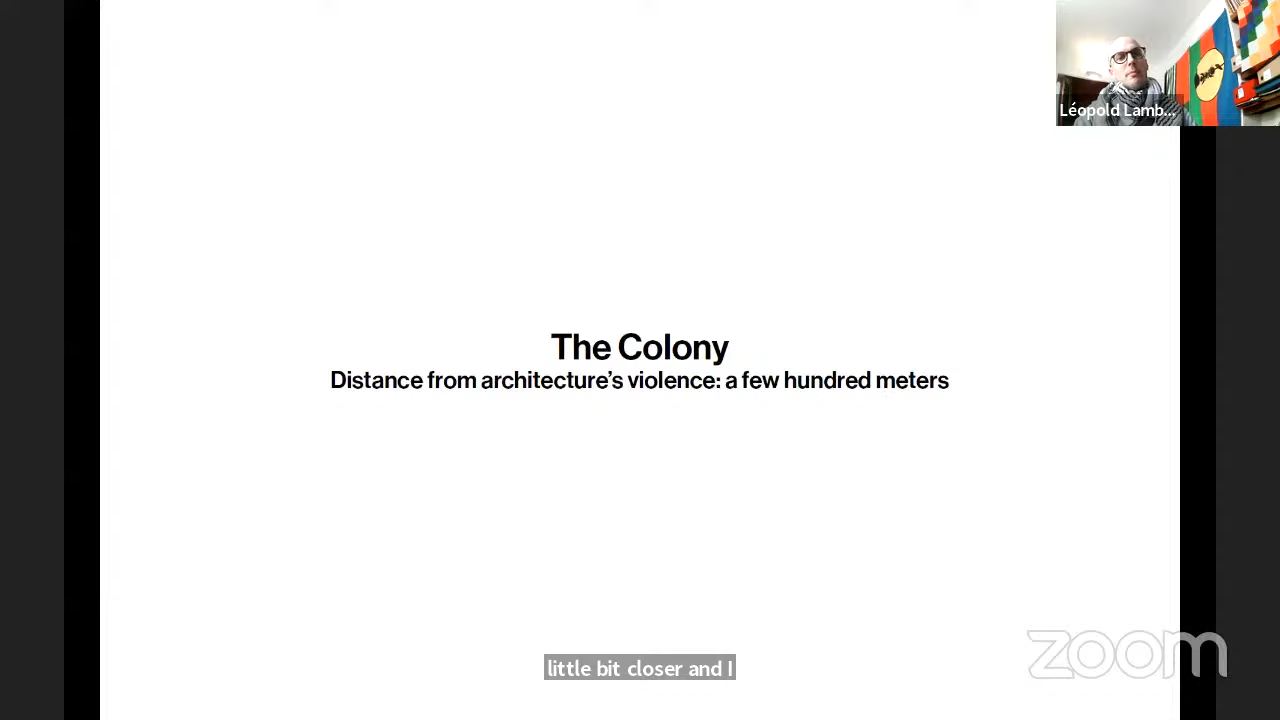 Léopold Lamb...
The Colony
Distance from architecture's violence: a few hundred meters
little bit closer and I
zoom